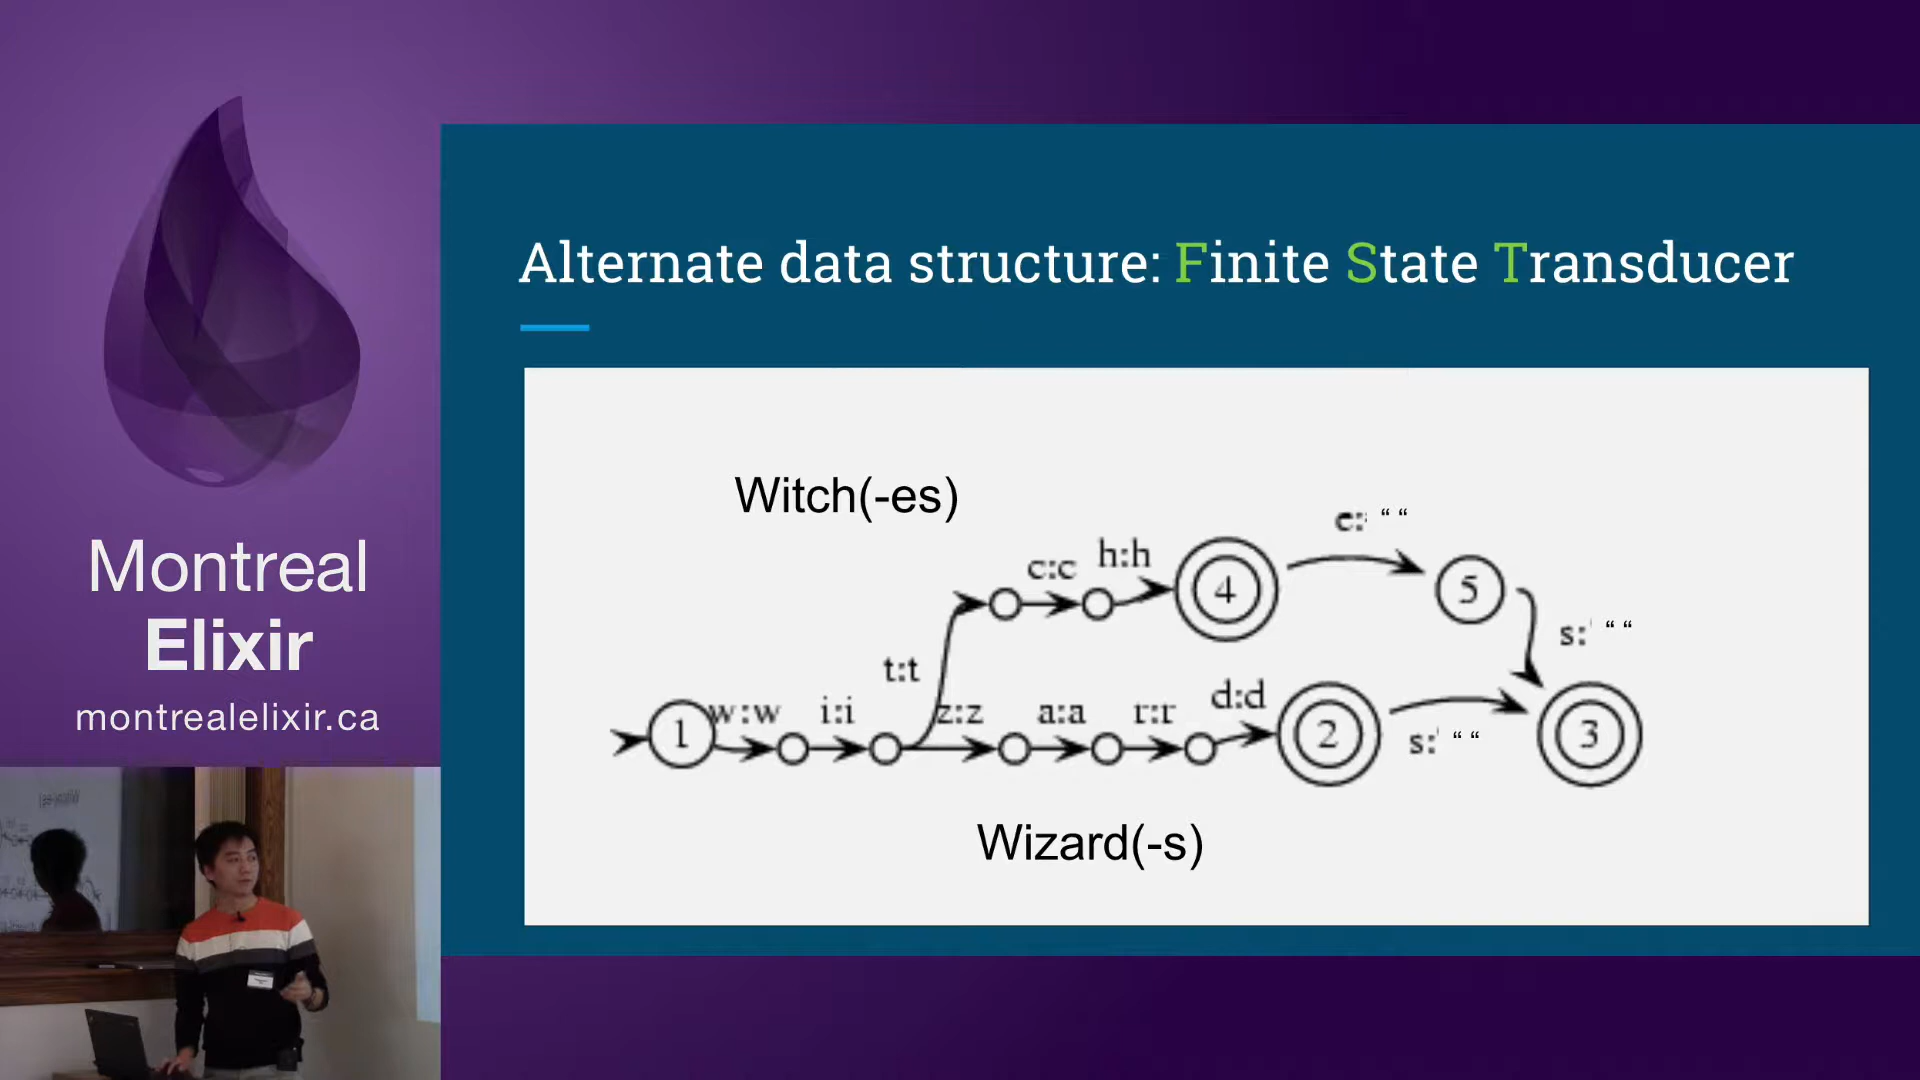 Montreal
Elixir
montrealelixir.ca
Alternate data structure: Finite State Transducer
Witch(-es)
e: “ “
c:c
h:h
4
5
s:' “ “
t:t
1
w:w
i:i
z:z
a:a
r:r
d:d
2
s:' “ “
3
Wizard(-s)